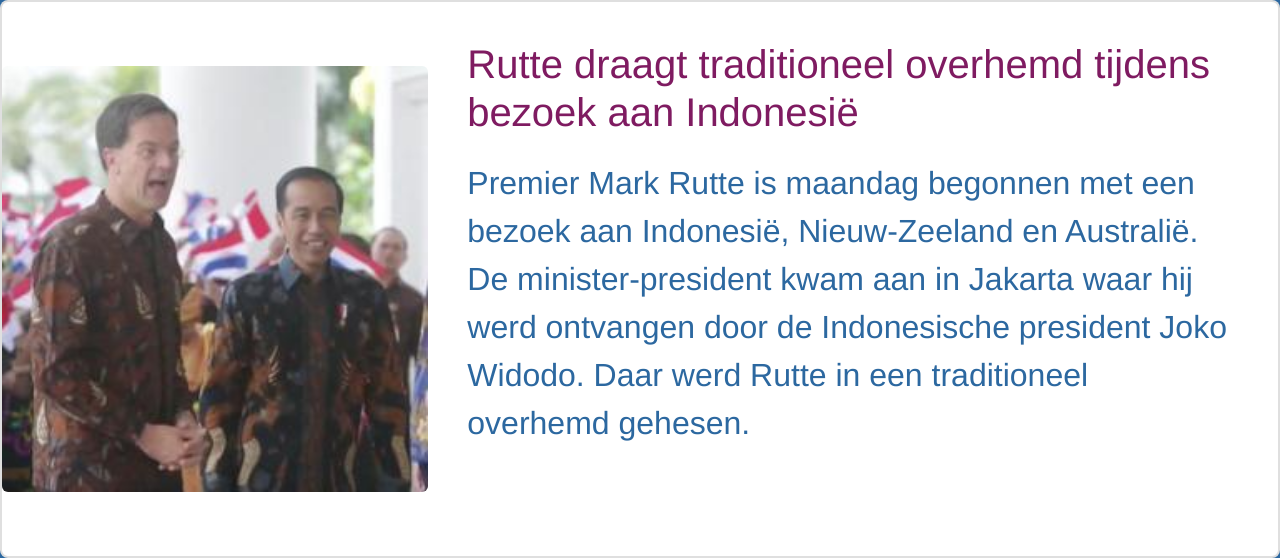 Rutte draagt traditioneel overhemd tijdens
bezoek aan Indonesië
Premier Mark Rutte is maandag begonnen met een
bezoek aan Indonesië, Nieuw-Zeeland en Australië.
De minister-president kwam aan in Jakarta waar hij
werd ontvangen door de Indonesische president Joko
Widodo. Daar werd Rutte in een traditioneel
overhemd gehesen.